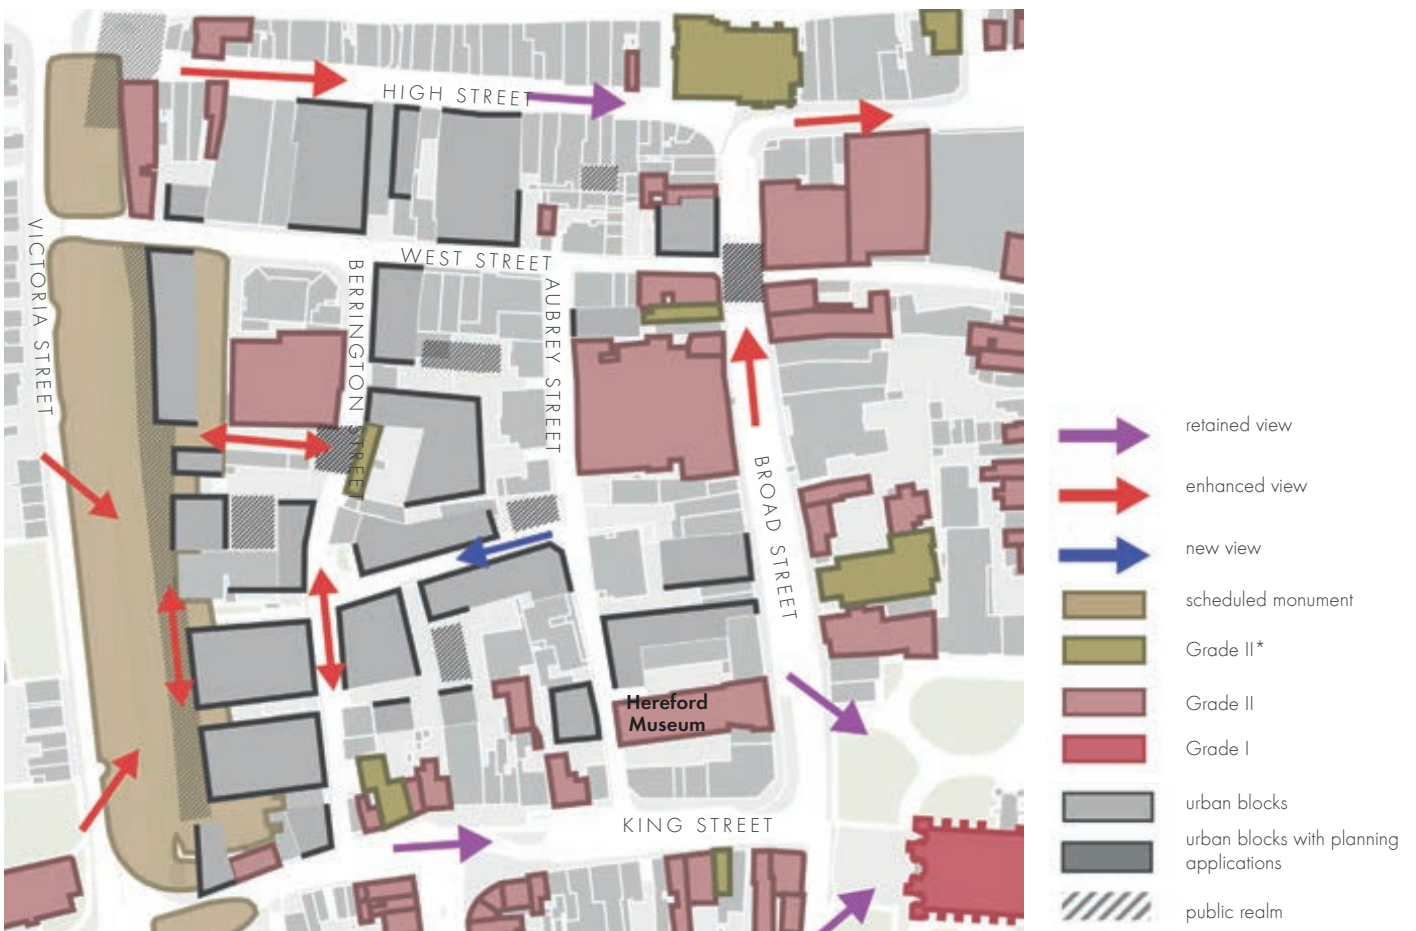 HIGH STREET
WEST STREET
VICTORIA STREET
BERRINGTON STREET
AUBREY STREET
BROAD STREET
Hereford
Museum
KING STREET
retained view
enhanced view
new view
scheduled monument
Grade II*
Grade II
Grade I
urban blocks
urban blocks with planning
applications
public realm